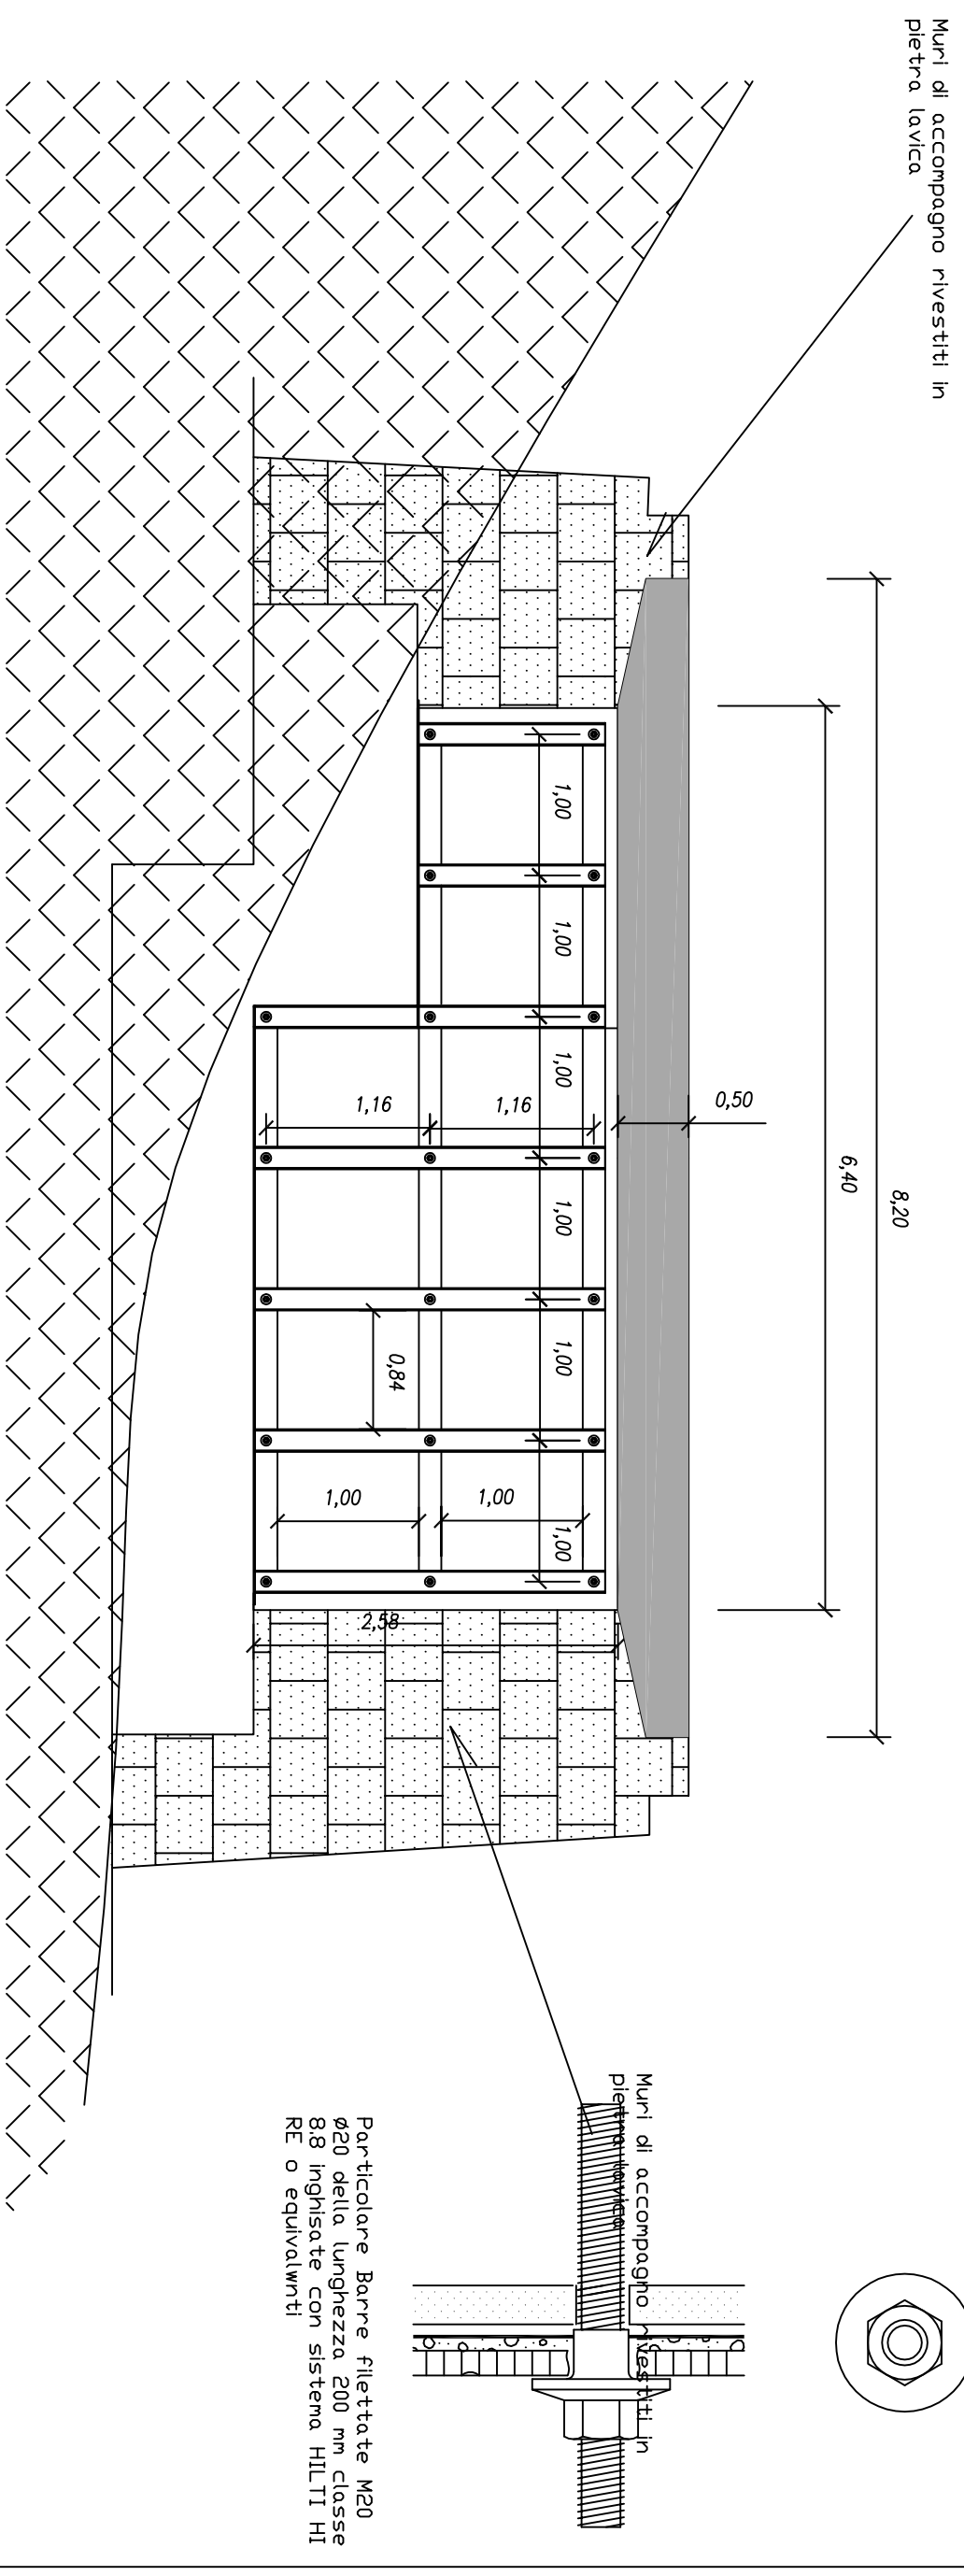 Muri di accompagno rivestiti in
pietra lavica
8,20
6,40
0,50
1,00
1,00
1,00
1,00
1,00
1,00
1,16
1,16
0,84
1,00
1,00
2,58
Muri di accompagno rivestiti in
pietra lavica
Particolare Barre filettate M20
Ø20 della lunghezza 200 mm classe
8.8 inghisate con sistema HILTI HI
RE o equivalwnti